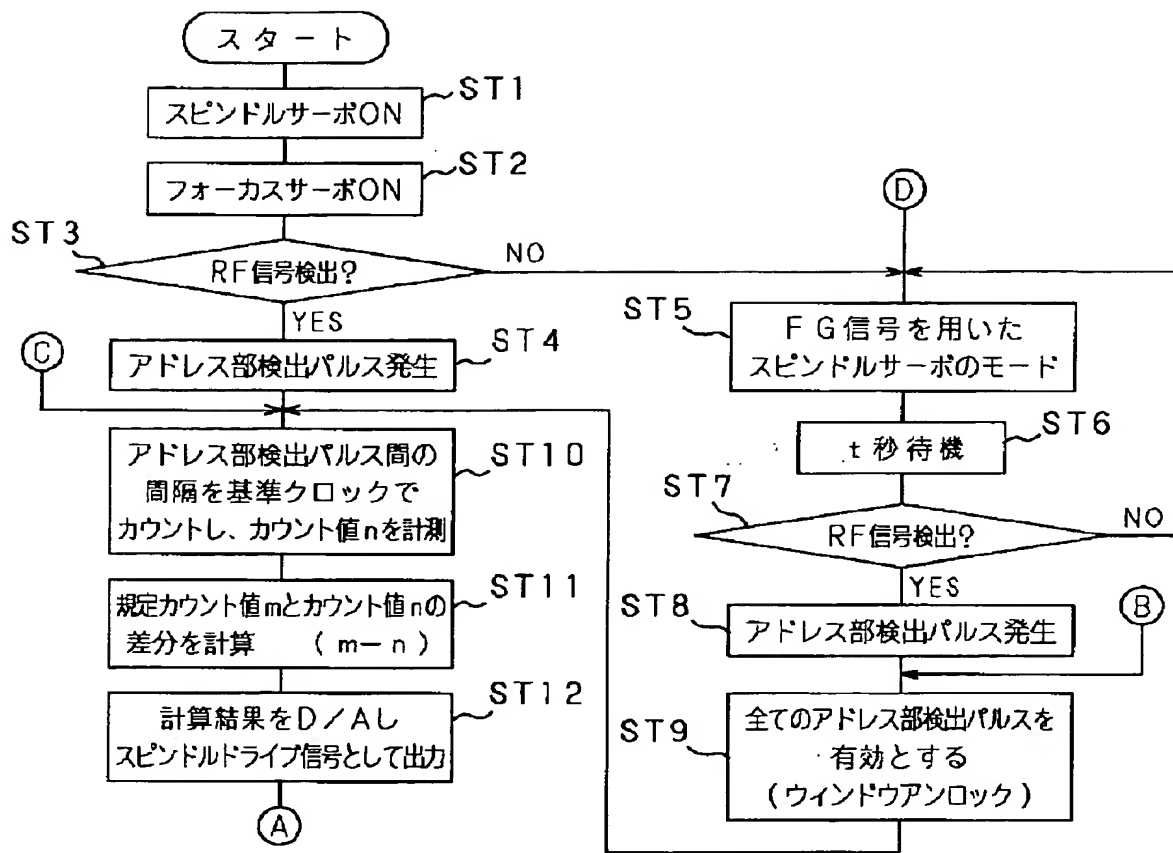 スタート
ST1
スピンドルサーボON
ST2
フォーカスサーボON
ST3
RF信号検出?
NO
YES
ST4
アドレス部検出パルス発生
C
ST10
アドレス部検出パルス間の
間隔を基準クロックで
カウントし、カウント値nを計測
ST11
規定カウント値mとカウント値nの
差分を計算 (m-n)
ST12
計算結果をD/Aし
スピンドルドライブ信号として出力
A
D
ST5
FG信号を用いた
スピンドルサーボのモード
ST6
t秒待機
ST7
RF信号検出?
NO
YES
ST8
アドレス部検出パルス発生
B
ST9
全てのアドレス部検出パルスを
有効とする
(ウィンドウアンロック)